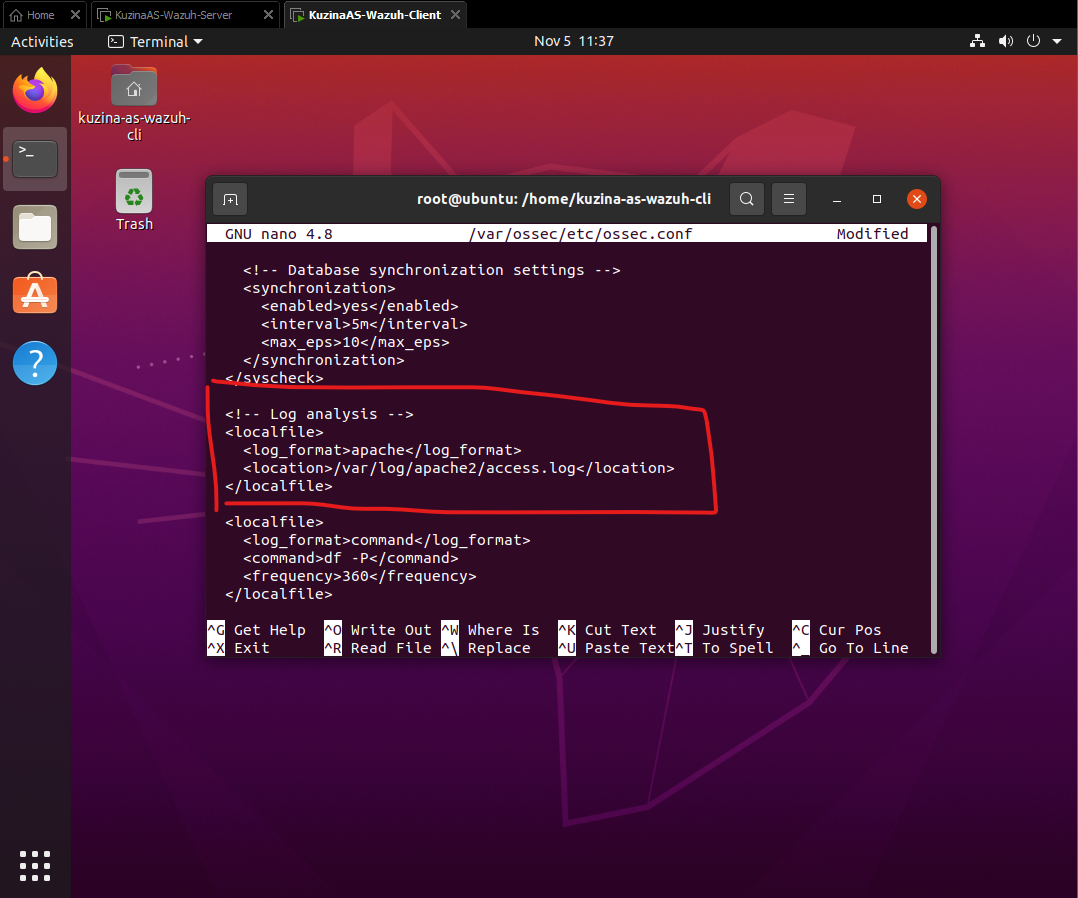 Home
KuzinaAS-Wazuh-Server
KuzinaAS-Wazuh-Client
Activities
Terminal
Nov 5 11:37
kuzina-as-wazuh-
cli
Trash
root@ubuntu: /home/kuzina-as-wazuh-cli
GNU nano 4.8 /var/ossec/etc/ossec.conf Modified
<!-- Database synchronization settings -->
<synchronization>
<enabled>yes</enabled>
<interval>5m</interval>
<max_eps>10</max_eps>
</synchronization>
</syscheck>
<!-- Log analysis -->
<localfile>
<log_format>apache</log_format>
<location>/var/log/apache2/access.log</location>
</localfile>
<localfile>
<log_format>command</log_format>
<command>df -P</command>
<frequency>360</frequency>
</localfile>
^G Get Help ^O Write Out ^W Where Is ^K Cut Text ^J Justify ^C Cur Pos
^X Exit ^R Read File ^\ Replace ^U Paste Text ^T To Spell ^_ Go To Line